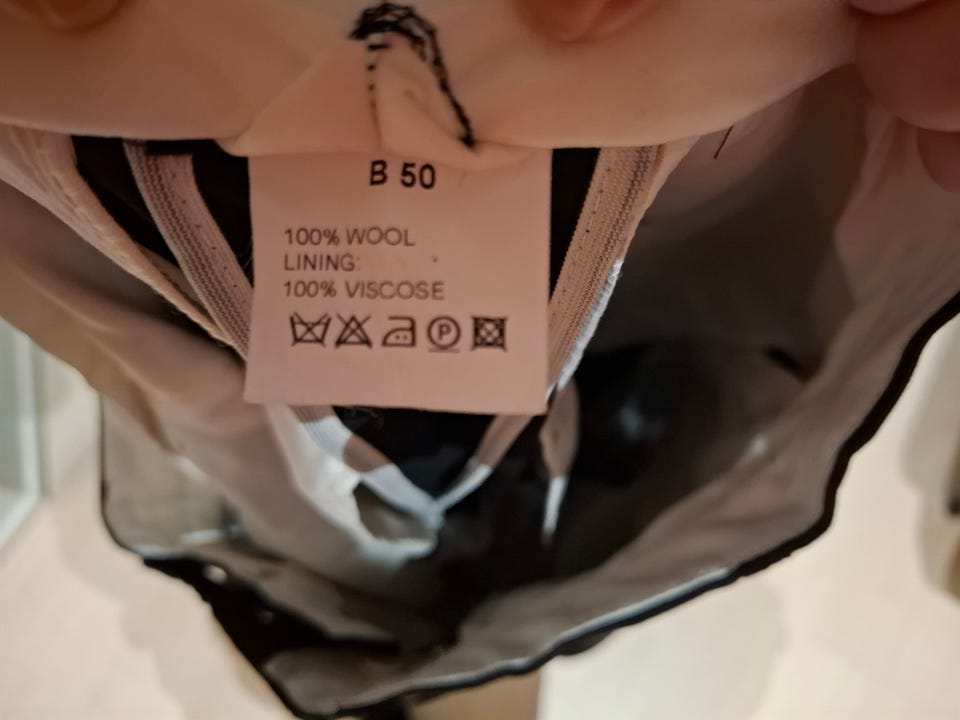 B 50
100% WOOL
LINING:
100% VISCOSE
P